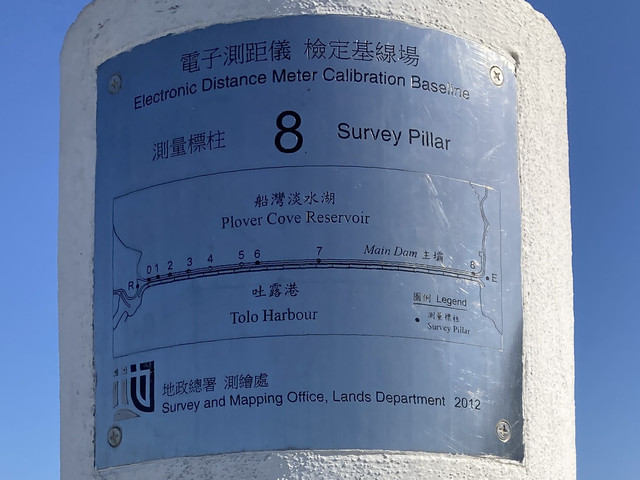 電子測距儀 檢定基線場
Electronic Distance Meter Calibration Baseline
測量標柱 8 Survey Pillar
船灣淡水湖
Plover Cove Reservoir
Main Dam 主壩
R 0 1 2 3 4 5 6 7 8 E
吐露港
Tolo Harbour
圖例 Legend
測量標柱
Survey Pillar
地政總署 測繪處
Survey and Mapping Office, Lands Department 2012